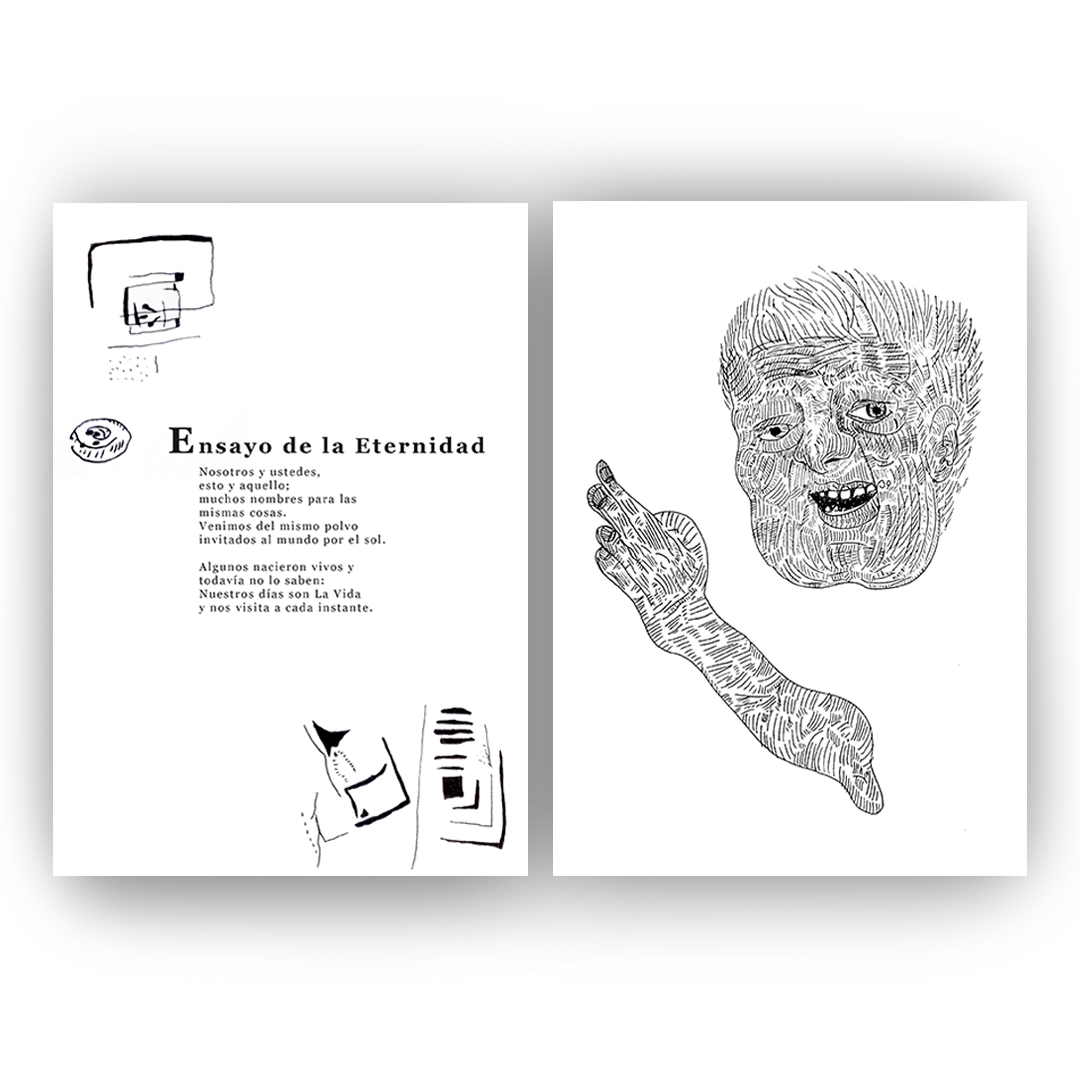 Ensayo de la Eternidad
Nosotros y ustedes,
esto y aquello;
muchos nombres para las
mismas cosas.
Venimos del mismo polvo
invitados al mundo por el sol.
Algunos nacieron vivos y
todavía no lo saben:
Nuestros días son La Vida
y nos visita a cada instante.